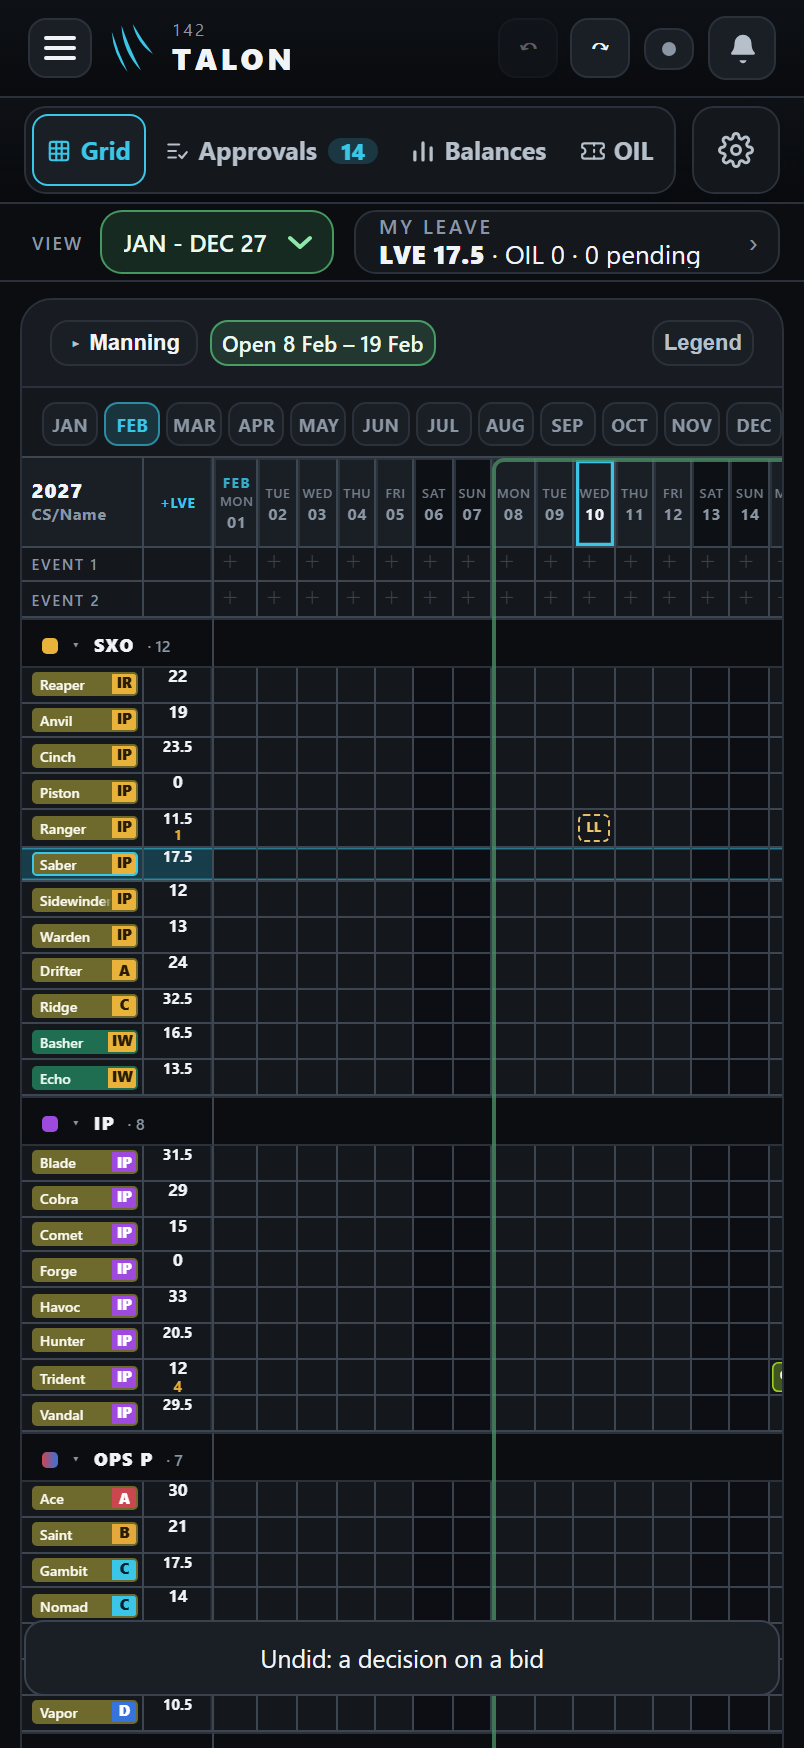 142
TALON
Grid
Approvals 14
Balances
OIL
VIEW
JAN - DEC 27
MY LEAVE
LVE 17.5 · OIL 0 · 0 pending
Manning
Open 8 Feb – 19 Feb
Legend
JAN FEB MAR APR MAY JUN JUL AUG SEP OCT NOV DEC
2027
CS/Name
+LVE
FEB
MON TUE WED THU FRI SAT SUN MON TUE WED THU FRI SAT SUN
01 02 03 04 05 06 07 08 09 10 11 12 13 14
EVENT 1
EVENT 2
SXO · 12
Reaper IR 22
Anvil IP 19
Cinch IP 23.5
Piston IP 0
Ranger IP 11.5 LL
1
Saber IP 17.5
Sidewinder IP 12
Warden IP 13
Drifter A 24
Ridge C 32.5
Basher IW 16.5
Echo IW 13.5
IP · 8
Blade IP 31.5
Cobra IP 29
Comet IP 15
Forge IP 0
Havoc IP 33
Hunter IP 20.5
Trident IP 12
4
Vandal IP 29.5
OPS P · 7
Ace A 30
Saint B 21
Gambit C 17.5
Nomad C 14
Undid: a decision on a bid
Vapor D 10.5